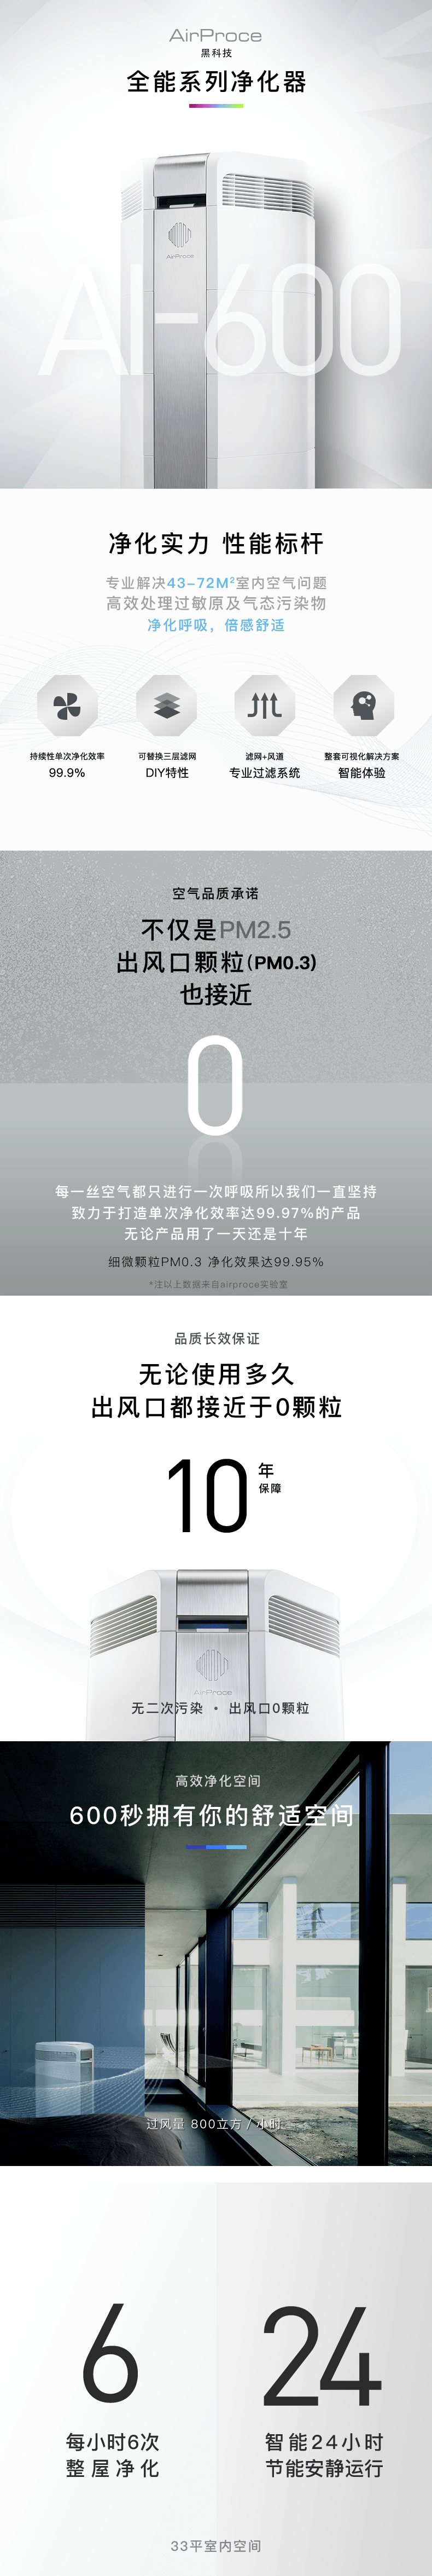 AirProce
黑科技
全能系列净化器
AirProce
AI-600
净化实力 性能标杆
专业解决43-72M²室内空气问题
高效处理过敏原及气态污染物
净化呼吸，倍感舒适
持续性单次净化效率
99.9%
可替换三层滤网
DIY特性
滤网+风道
专业过滤系统
整套可视化解决方案
智能体验
空气品质承诺
不仅是PM2.5
出风口颗粒(PM0.3)
也接近
0
每一丝空气都只进行一次呼吸所以我们一直坚持
致力于打造单次净化效率达99.97%的产品
无论产品用了一天还是十年
细微颗粒PM0.3 净化效果达99.95%
*注以上数据来自airproce实验室
品质长效保证
无论使用多久
出风口都接近于0颗粒
10年
保障
AirProce
无二次污染 • 出风口0颗粒
高效净化空间
600秒拥有你的舒适空间
过风量 800立方/小时
6
每小时6次
整屋净化
24
智能24小时
节能安静运行
33平室内空间